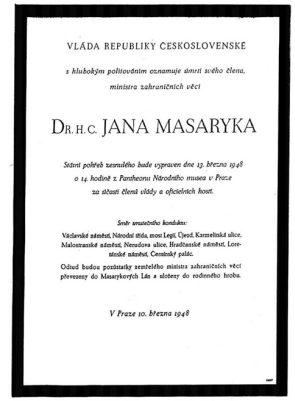 VLÁDA REPUBLIKY ČESKOSLOVENSKÉ
s hlubokým politováním oznamuje úmrtí svého člena,
ministra zahraničních věcí
DR. H. C. JANA MASARYKA
Státní pohřeb zesnulého bude vypraven dne 13. března 1948
o 14. hodině z Pantheonu Národního musea v Praze
za účasti členů vlády a oficielních hostí.
Směr smutečního konduktu:
Václavské náměstí, Národní třída, most Legií, Újezd, Karmelitská ulice,
Malostranské náměstí, Nerudova ulice, Hradčanské náměstí, Lore-
tánské náměstí, Černínský palác.
Odtud budou pozůstatky zemřelého ministra zahraničních věcí
převezeny do Masarykových Lán a uloženy do rodinného hrobu.
V Praze 10. března 1948